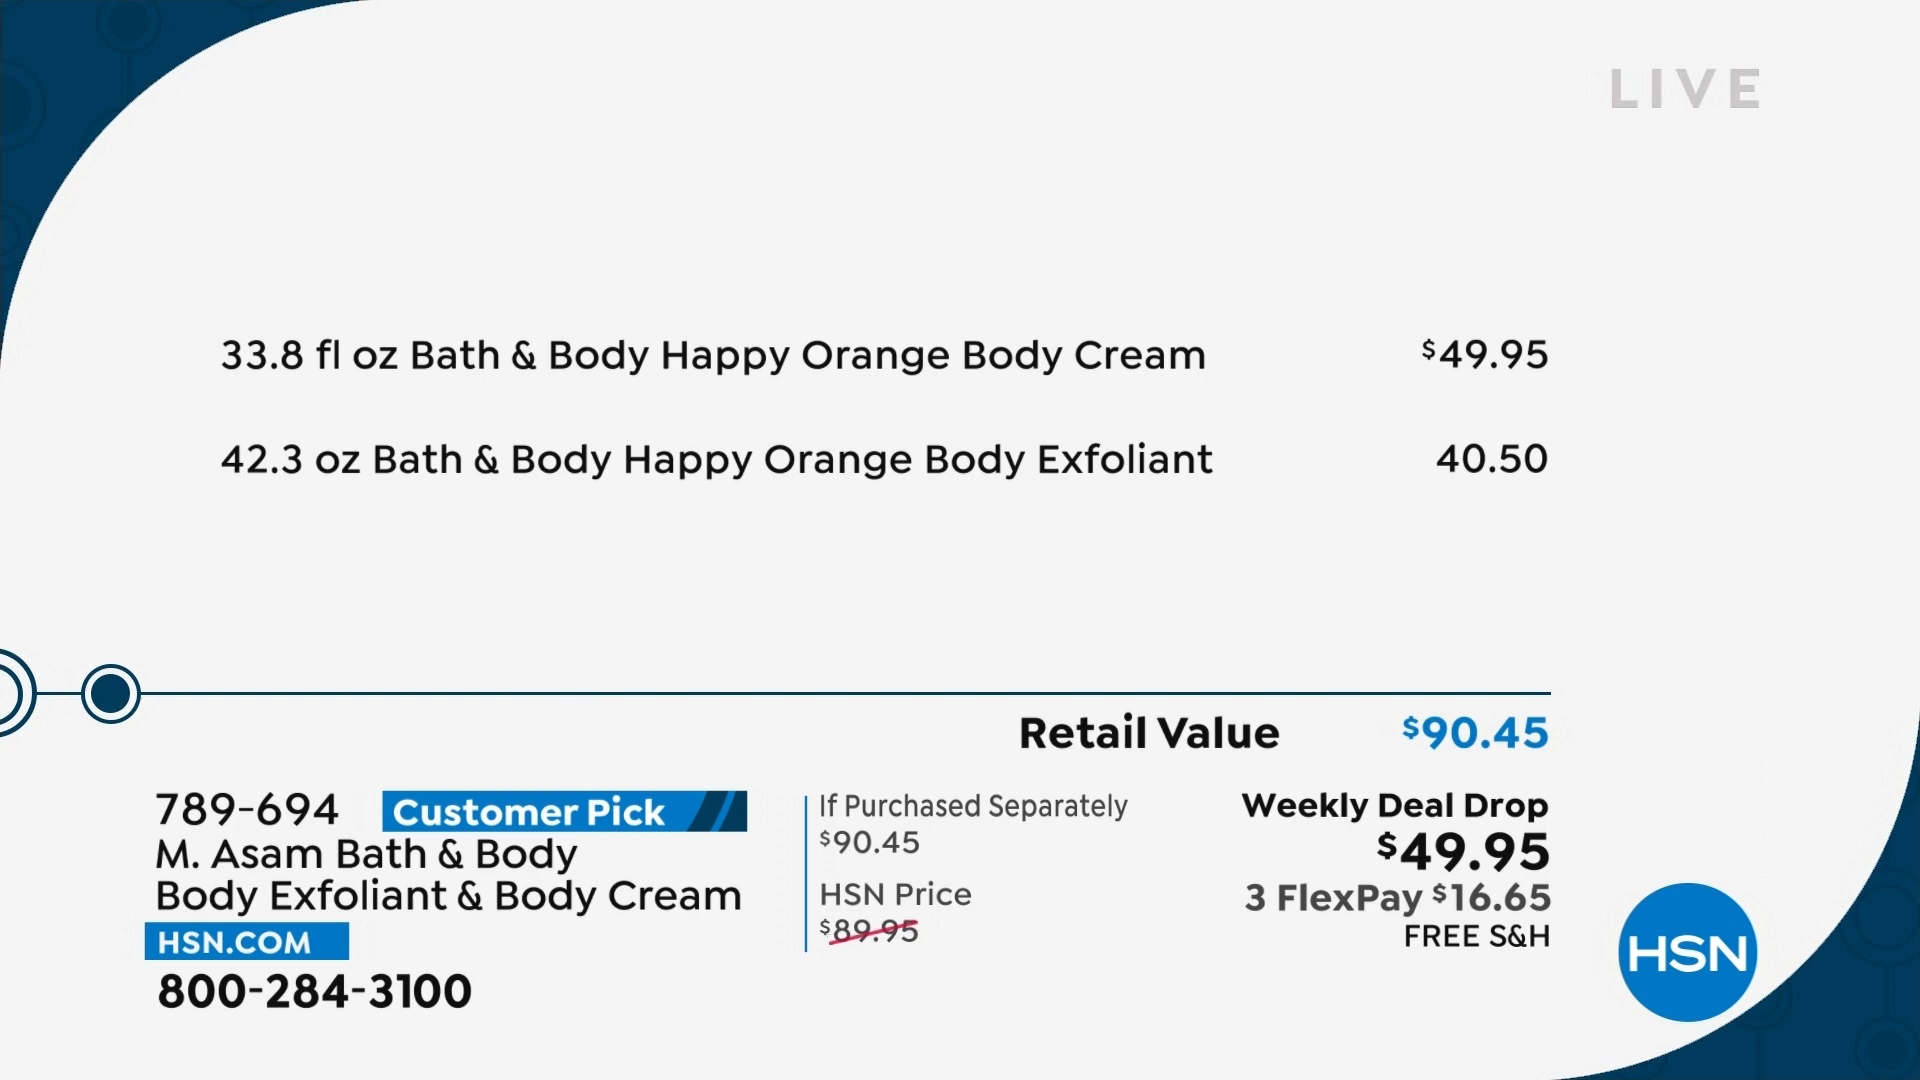 LIVE
33.8 fl oz Bath & Body Happy Orange Body Cream $49.95
42.3 oz Bath & Body Happy Orange Body Exfoliant 40.50
Retail Value $90.45
789-694 Customer Pick
M. Asam Bath & Body
Body Exfoliant & Body Cream
HSN.COM
800-284-3100
If Purchased Separately
$90.45
HSN Price
$89.95
Weekly Deal Drop
$49.95
3 FlexPay $16.65
FREE S&H
HSN